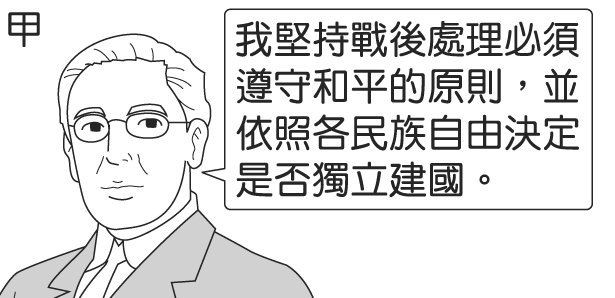 甲
我堅持戰後處理必須
遵守和平的原則，並
依照各民族自由決定
是否獨立建國。